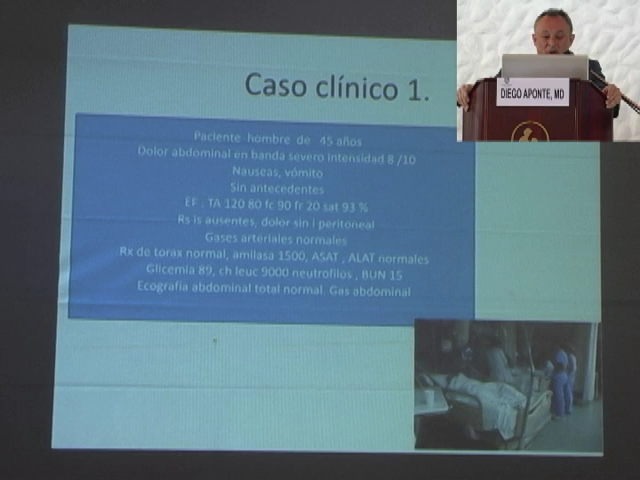 Caso clínico 1.
DIEGO APONTE, MD
Paciente hombre de 45 años
Dolor abdominal en banda severo intensidad 8 /10
Nauseas, vómito
Sin antecedentes
EF . TA 120 80 fc 90 fr 20 sat 93 %
Rs is ausentes, dolor sin I peritoneal
Gases arteriales normales
Rx de torax normal, amilasa 1500, ASAT , ALAT normales
Glicemia 89, ch leuc 9000 neutrofilos , BUN 15
Ecografia abdominal total normal. Gas abdominal